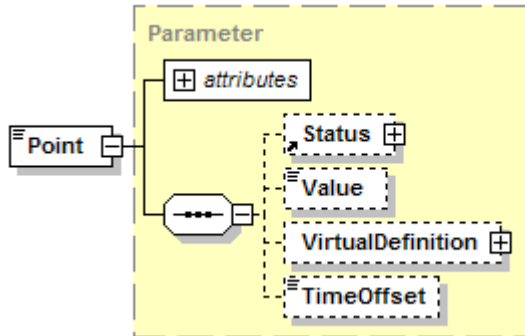 Parameter
attributes
Point
Status
Value
VirtualDefinition
TimeOffset